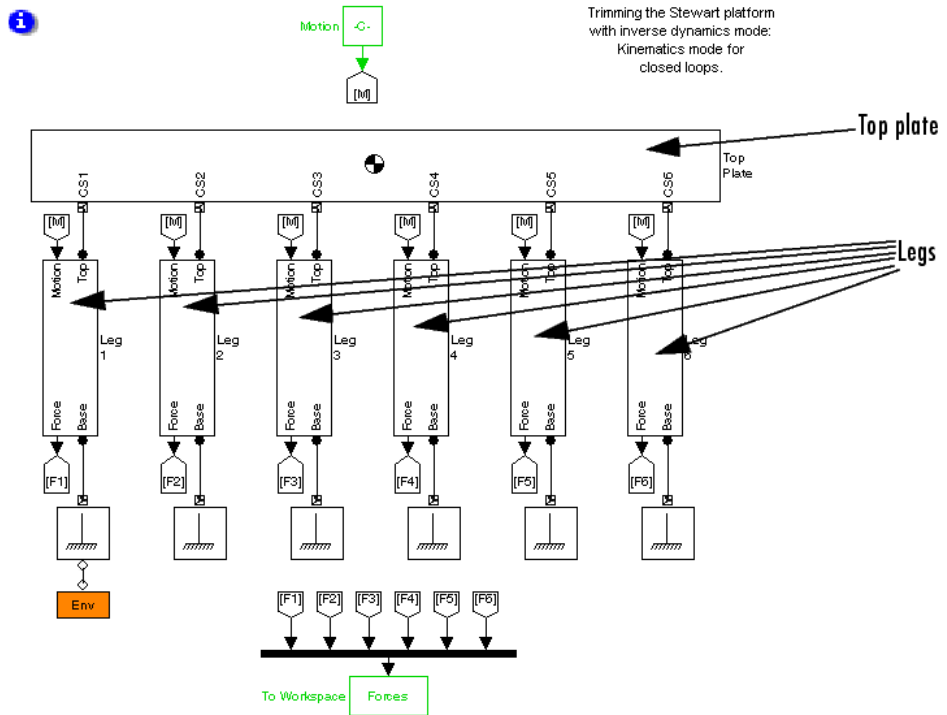 i
Motion
-C-
Trimming the Stewart platform
with inverse dynamics mode:
Kinematics mode for
closed loops.
[M]
Top plate
Top
Plate
CS1
CS2
CS3
CS4
CS5
CS6
[M]
[M]
[M]
[M]
[M]
[M]
Legs
Motion
Top
Motion
Top
Motion
Top
Motion
Top
Motion
Top
Motion
Top
Leg
1
Leg
2
Leg
3
Leg
4
Leg
5
Leg
6
Force
Base
Force
Base
Force
Base
Force
Base
Force
Base
Force
Base
[F1]
[F2]
[F3]
[F4]
[F5]
[F6]
Env
[F1]
[F2]
[F3]
[F4]
[F5]
[F6]
To Workspace
Forces